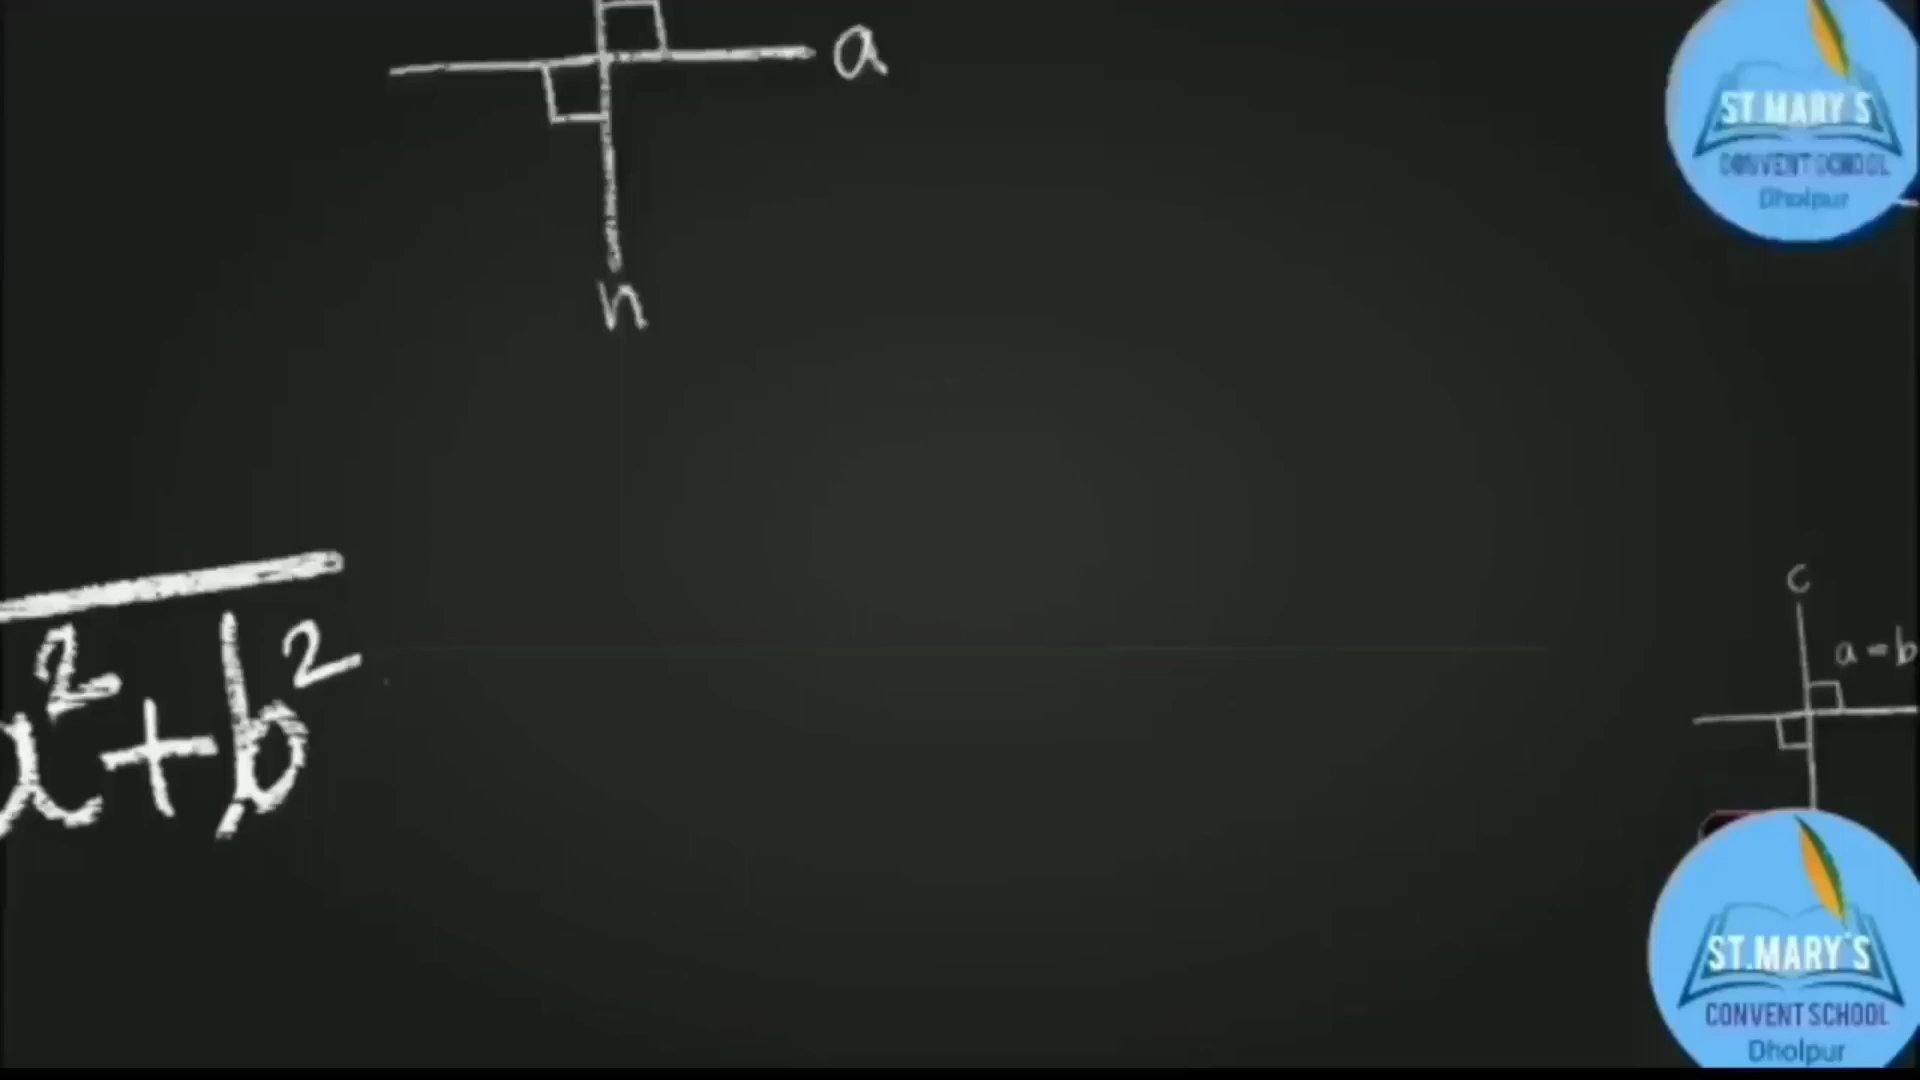 a
n
ST.MARY'S
CONVENT SCHOOL
Dholpur
a²+b²
c
a=b
ST.MARY'S
CONVENT SCHOOL
Dholpur